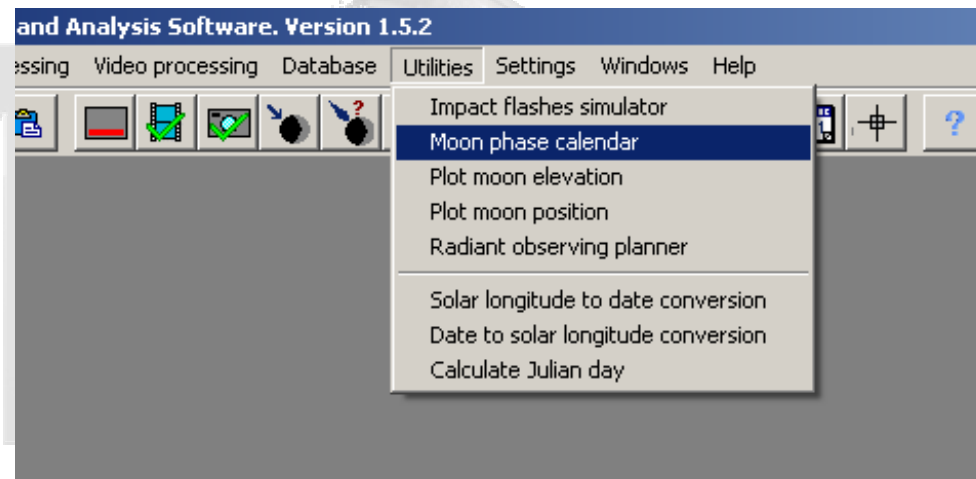 and Analysis Software. Version 1.5.2
essing Video processing Database Utilities Settings Windows Help
Impact flashes simulator
Moon phase calendar
Plot moon elevation
Plot moon position
Radiant observing planner
Solar longitude to date conversion
Date to solar longitude conversion
Calculate Julian day